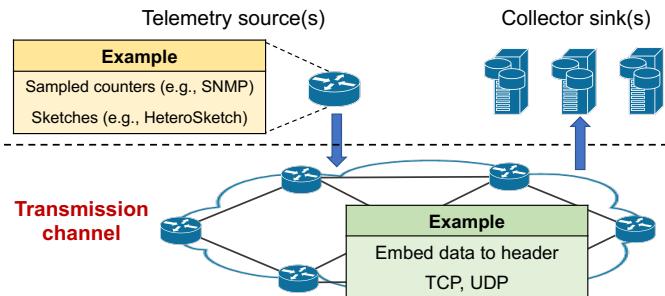 Telemetry source(s)
Collector sink(s)
Example
Sampled counters (e.g., SNMP)
Sketches (e.g., HeteroSketch)
Transmission
channel
Example
Embed data to header
TCP, UDP